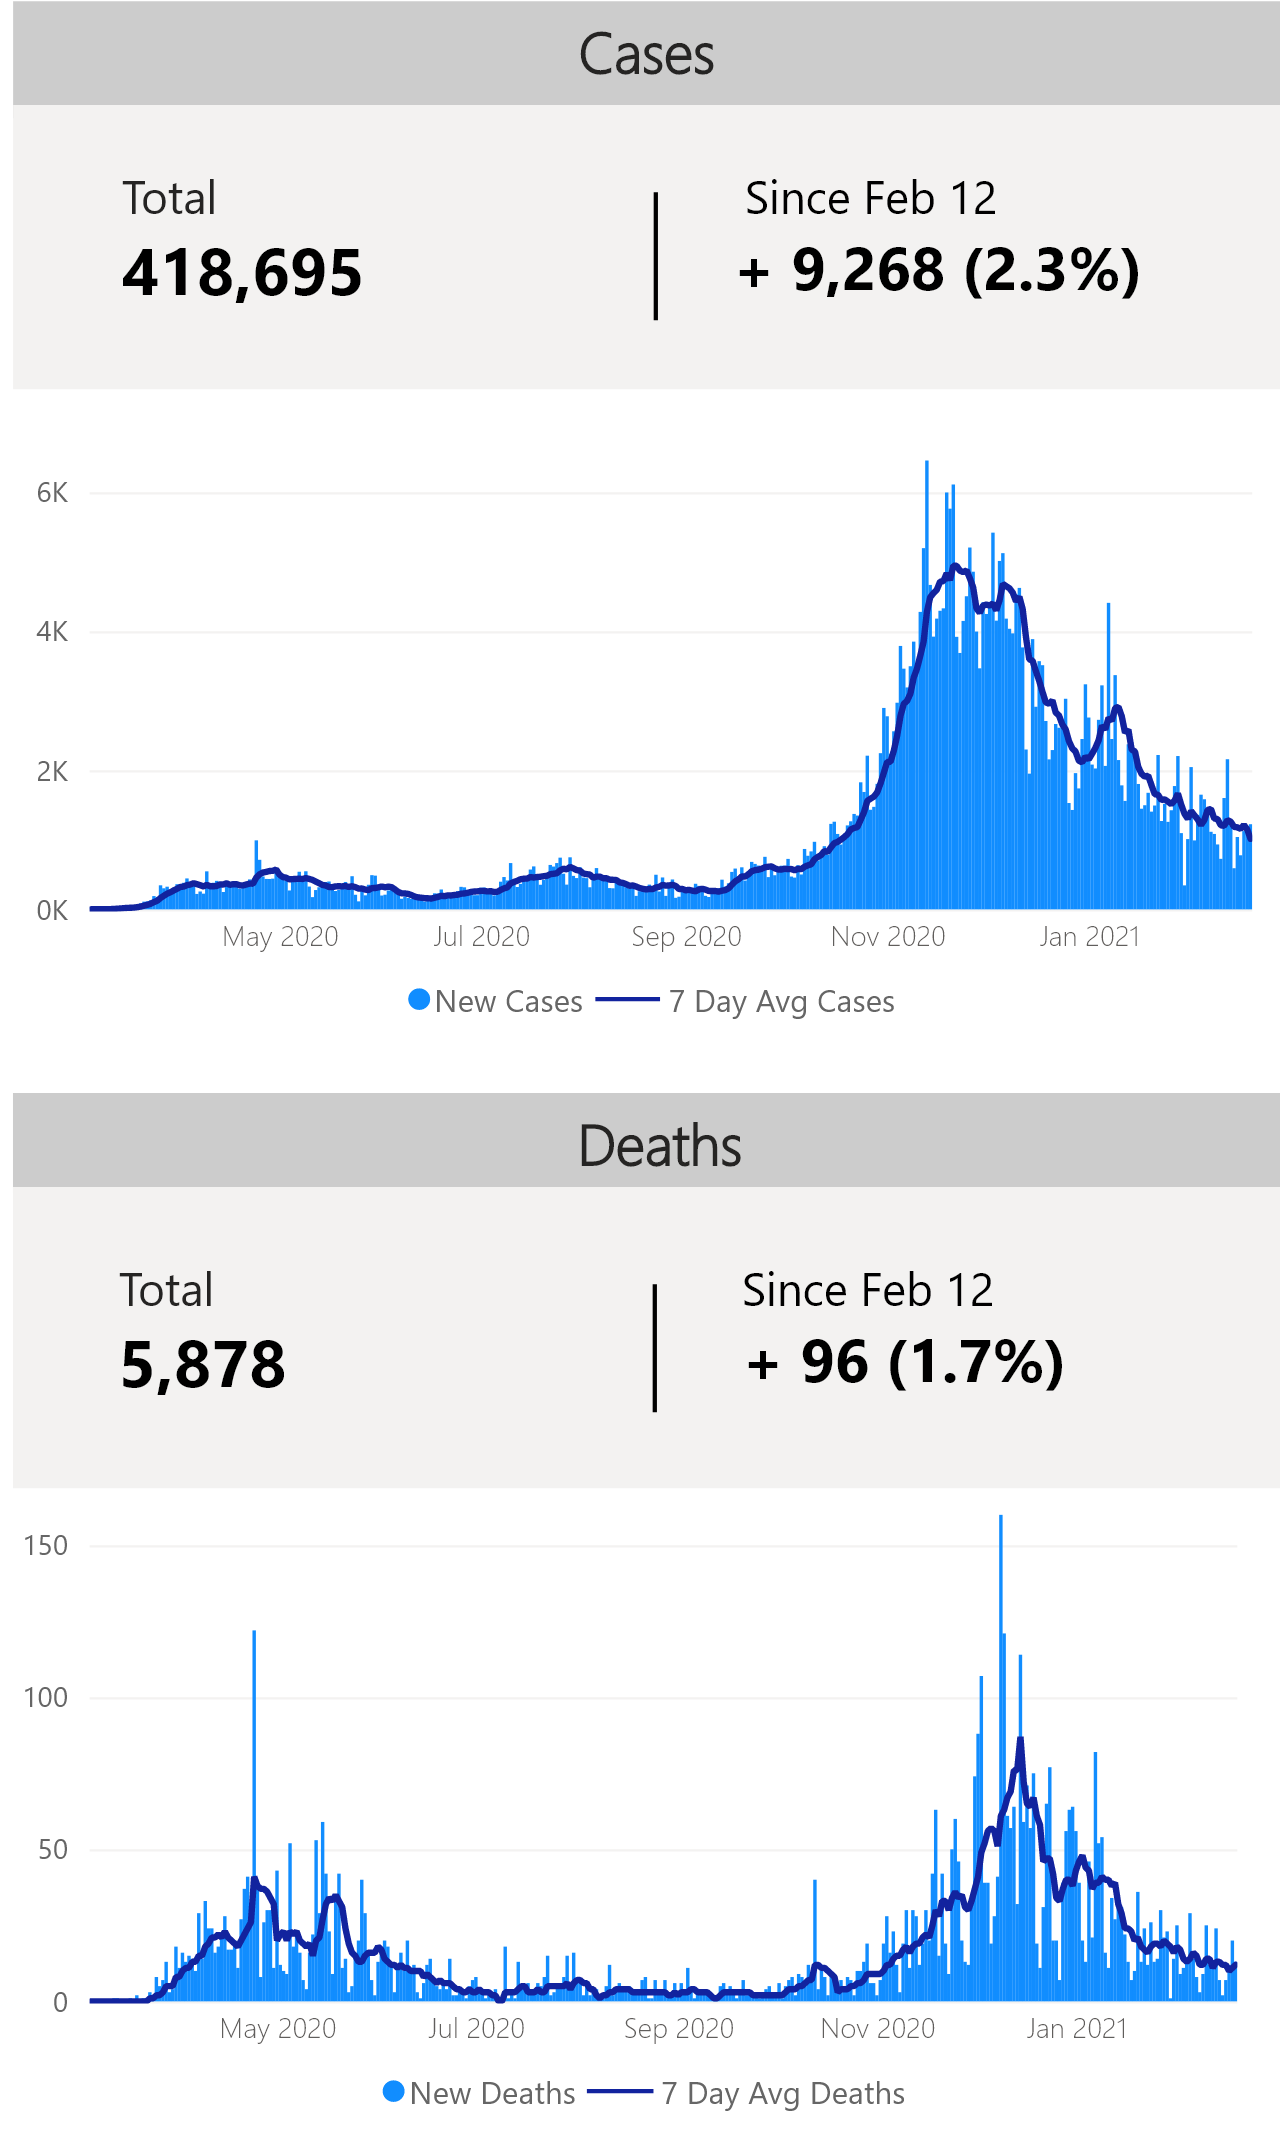 Cases
Total
Since Feb 12
418,695
+ 9,268 (2.3%)
6K
4K
2K
0K
May 2020
Jul 2020
Sep 2020
Nov 2020
Jan 2021
New Cases
7 Day Avg Cases
Deaths
Total
Since Feb 12
5,878
+ 96 (1.7%)
150
100
50
0
May 2020
Jul 2020
Sep 2020
Nov 2020
Jan 2021
New Deaths
7 Day Avg Deaths